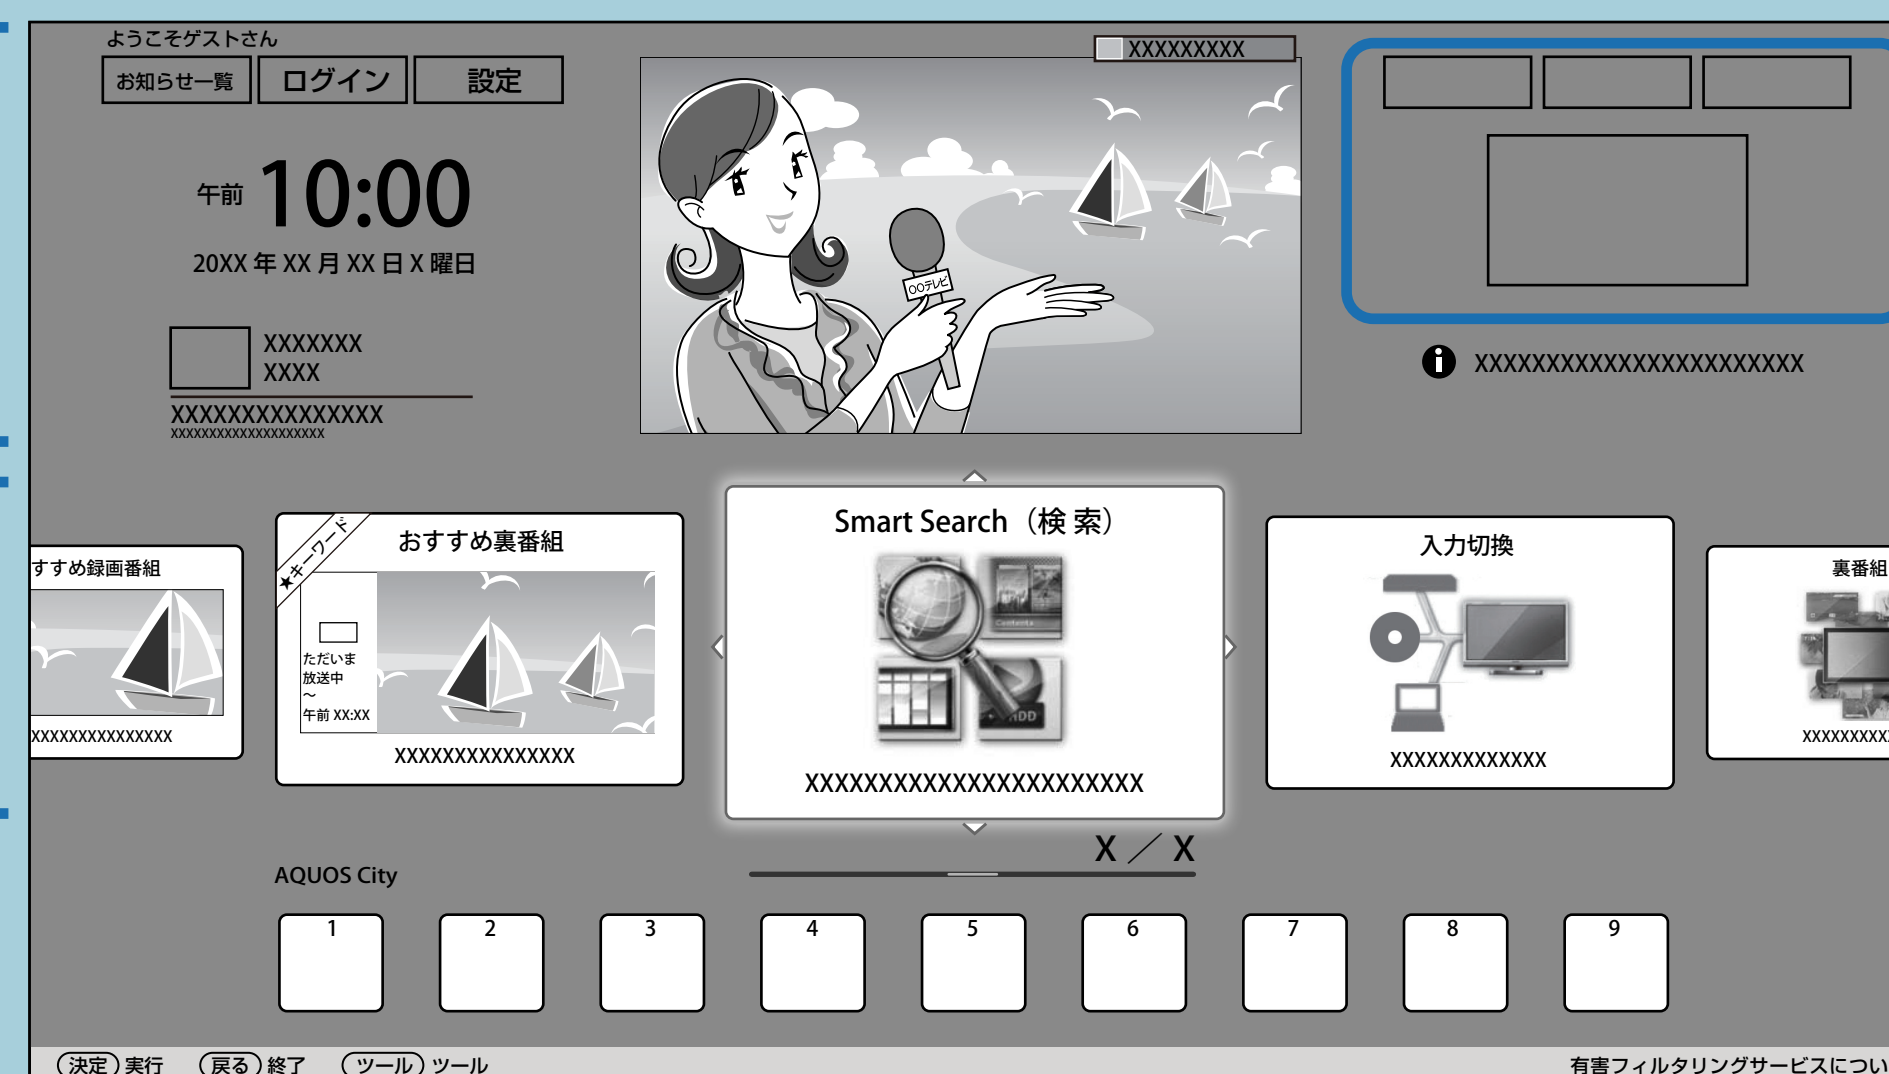 ようこそゲストさん
お知らせ一覧 ログイン 設定
午前 10:00
20XX 年 XX 月 XX 日 X 曜日
XXXXXXX
XXXX
XXXXXXXXXXXXXXX
XXXXXXXXXXXXXXXXXXXX
XXXXXXXXX
○○テレビ
i XXXXXXXXXXXXXXXXXXXXXXX
すすめ録画番組
XXXXXXXXXXXXXXX
★キーワード
おすすめ裏番組
ただいま
放送中
～
午前 XX:XX
XXXXXXXXXXXXXXX
Smart Search（検 索）
Contents
HDD
XXXXXXXXXXXXXXXXXXXXXXX
入力切換
XXXXXXXXXXXXX
裏番組
XXXXXXXXX
X ／ X
AQUOS City
1 2 3 4 5 6 7 8 9
決定 実行 戻る 終了 ツール ツール
有害フィルタリングサービスについ